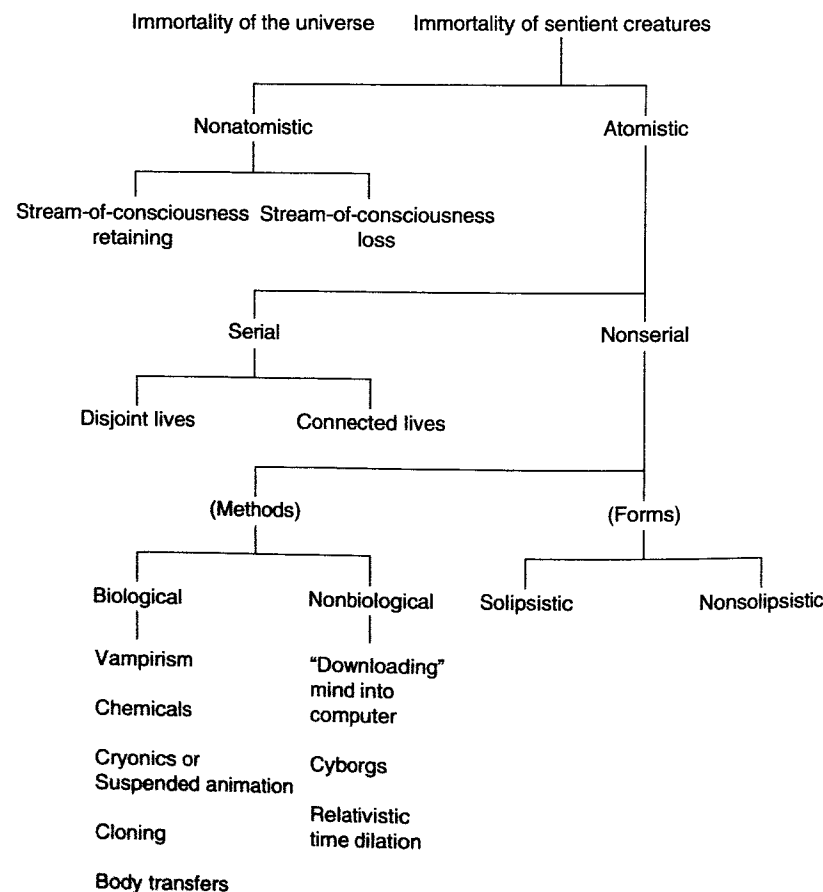 Immortality of the universe
Immortality of sentient creatures
Nonatomistic
Atomistic
Stream-of-consciousness
retaining
Stream-of-consciousness
loss
Serial
Nonserial
Disjoint lives
Connected lives
(Methods)
(Forms)
Biological
Nonbiological
Solipsistic
Nonsolipsistic
Vampirism
Chemicals
Cryonics or
Suspended animation
Cloning
Body transfers
“Downloading”
mind into
computer
Cyborgs
Relativistic
time dilation